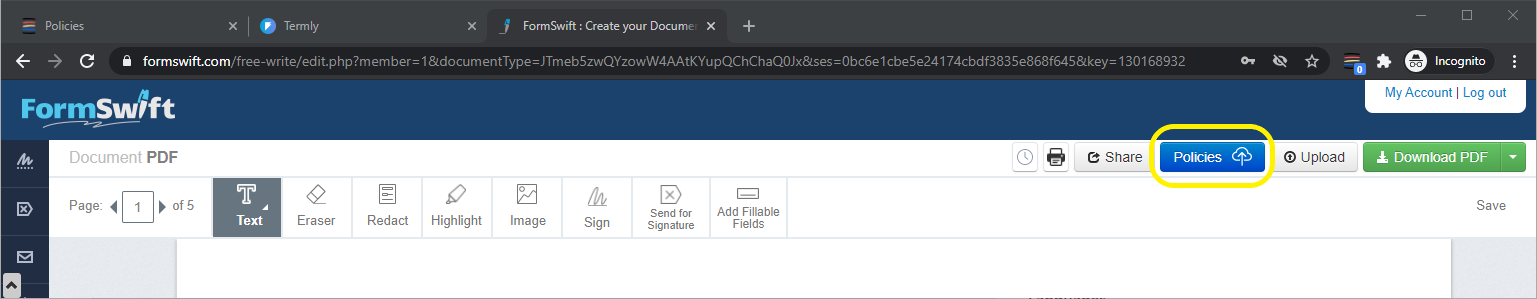 Policies
Termly
FormSwift : Create your Documen
formswift.com/free-write/edit.php?member=1&documentType=JTmeb5zwQYzowW4AAtKYupQChChaQ0Jx&ses=0bc6e1cbe5e24174cbdf3835e868f645&key=130168932
0
Incognito
FormSwift
My Account | Log out
Document PDF
Share
Policies
Upload
Download PDF
Page:
1
of 5
Text
Eraser
Redact
Highlight
Image
Sign
Send for
Signature
Add Fillable
Fields
Save